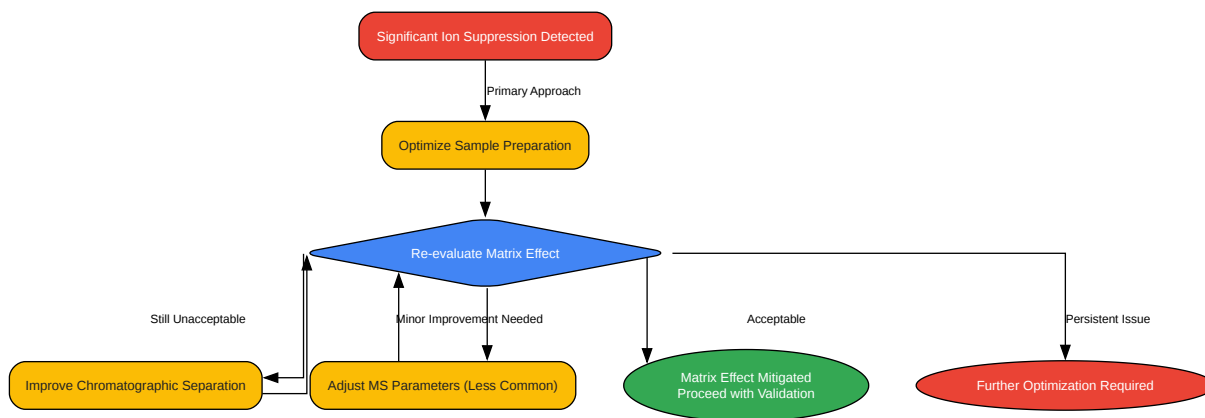 Significant Ion Suppression Detected
Primary Approach
Optimize Sample Preparation
Re-evaluate Matrix Effect
Still Unacceptable
Minor Improvement Needed
Acceptable
Persistent Issue
Improve Chromatographic Separation
Adjust MS Parameters (Less Common)
Matrix Effect Mitigated
Proceed with Validation
Further Optimization Required